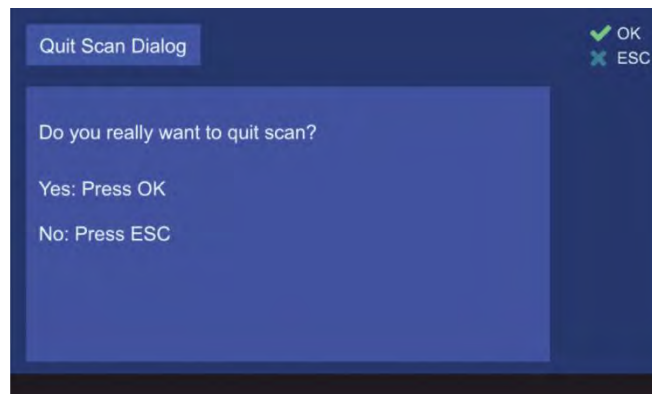 Quit Scan Dialog
OK
ESC
Do you really want to quit scan?
Yes: Press OK
No: Press ESC